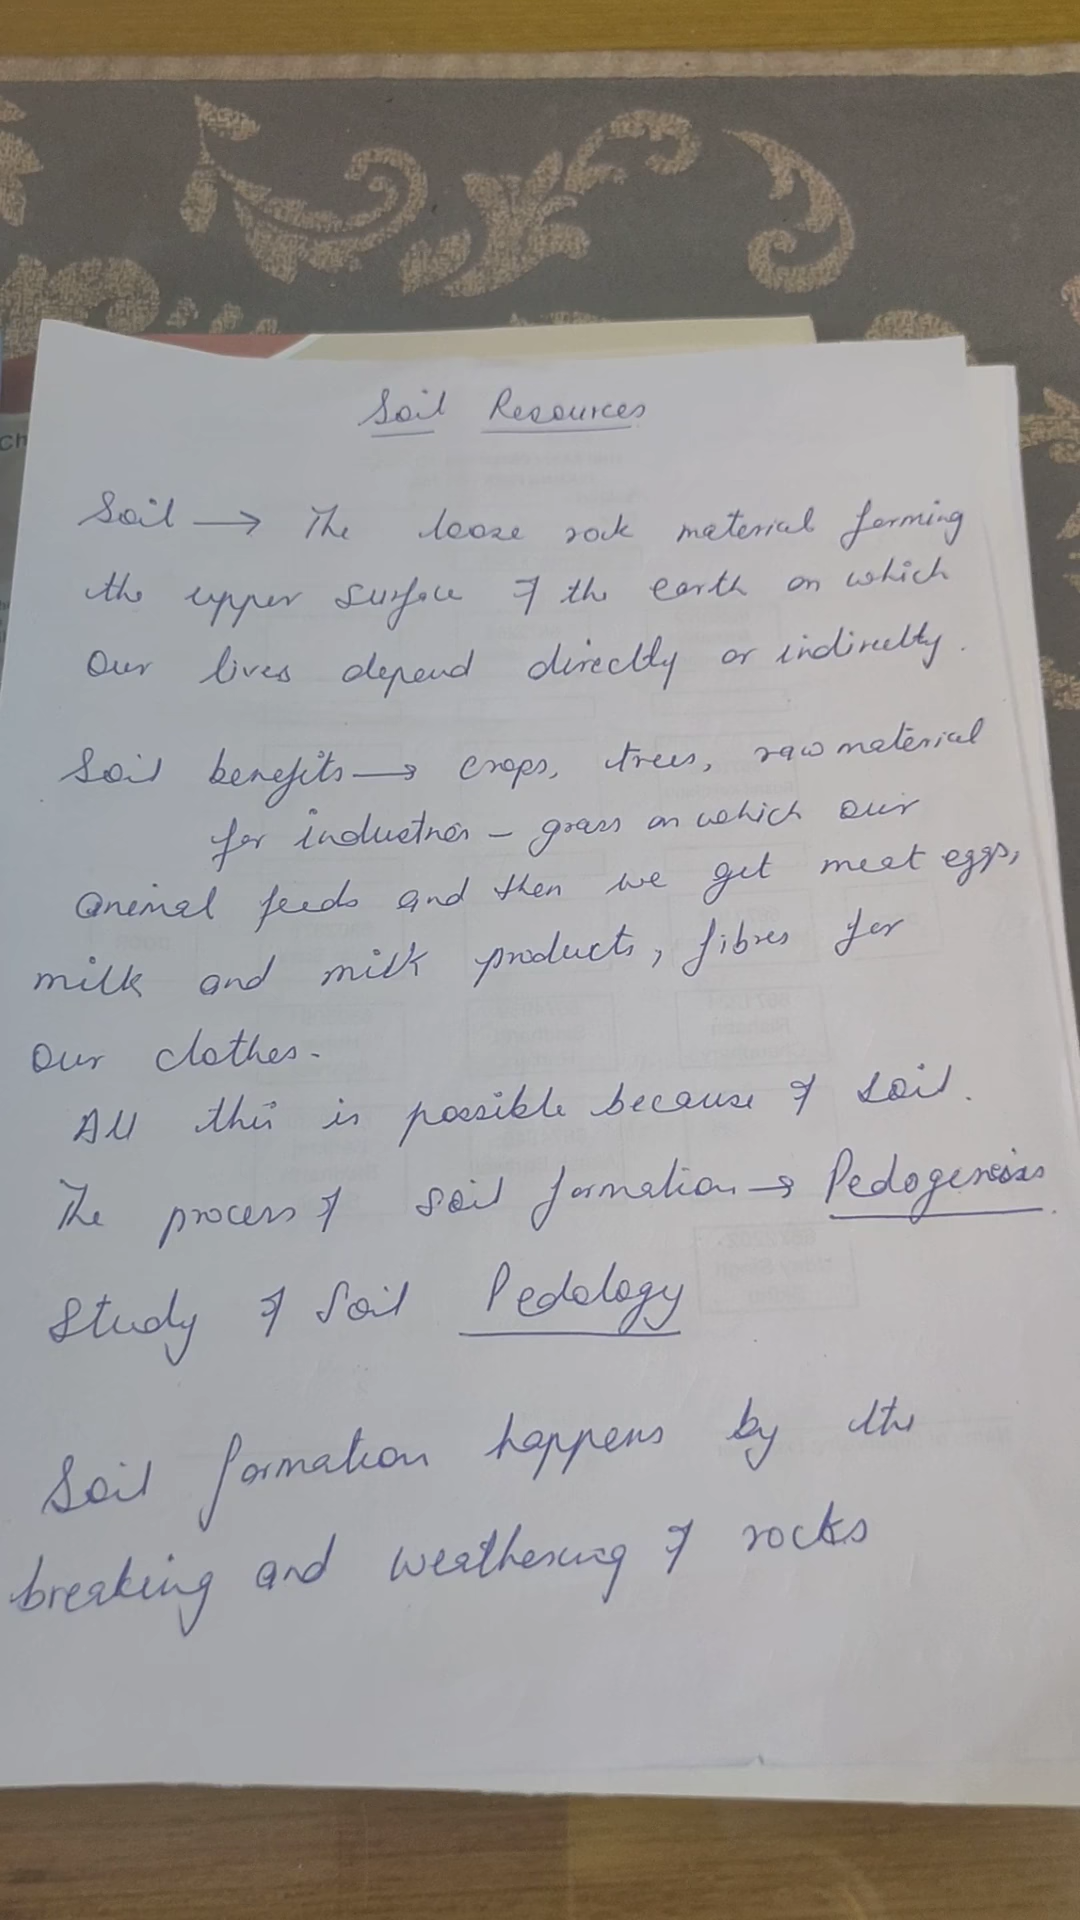 Soil Resources
Soil → The loose rock material forming
the upper surface of the earth on which
our lives depend directly or indirectly.
Soil benefits → crops, trees, raw material
for industries - grass on which our
animal feeds and then we get meat eggs,
milk and milk products, fibres for
our clothes.
All this is possible because of soil.
The process of soil formation → Pedogenesis
Study of Soil Pedology
Soil formation happens by the
breaking and weathering of rocks